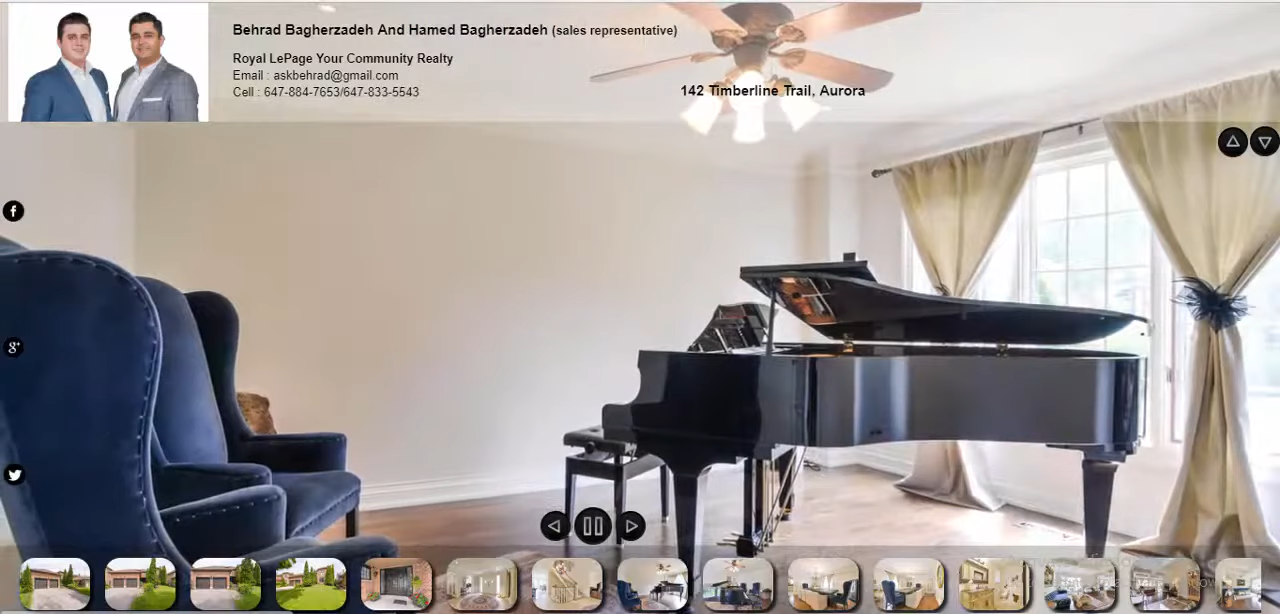 Behrad Bagherzadeh And Hamed Bagherzadeh (sales representative)
Royal LePage Your Community Realty
Email : askbehrad@gmail.com
Cell : 647-884-7653/647-833-5543
142 Timberline Trail, Aurora